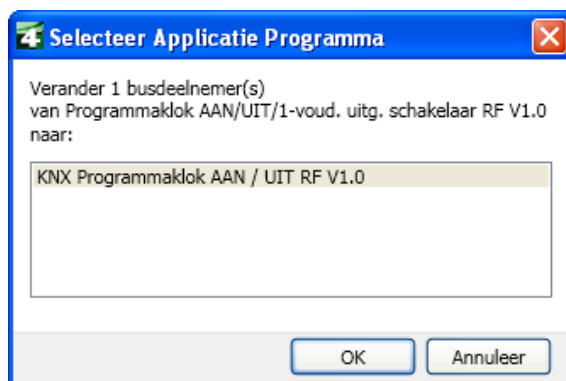 4 Selecteer Applicatie Programma
Verander 1 busdeelnemer(s)
van Programmaklok AAN/UIT/1-voud. uitg. schakelaar RF V1.0
naar:
KNX Programmaklok AAN / UIT RF V1.0
OK Annuleer